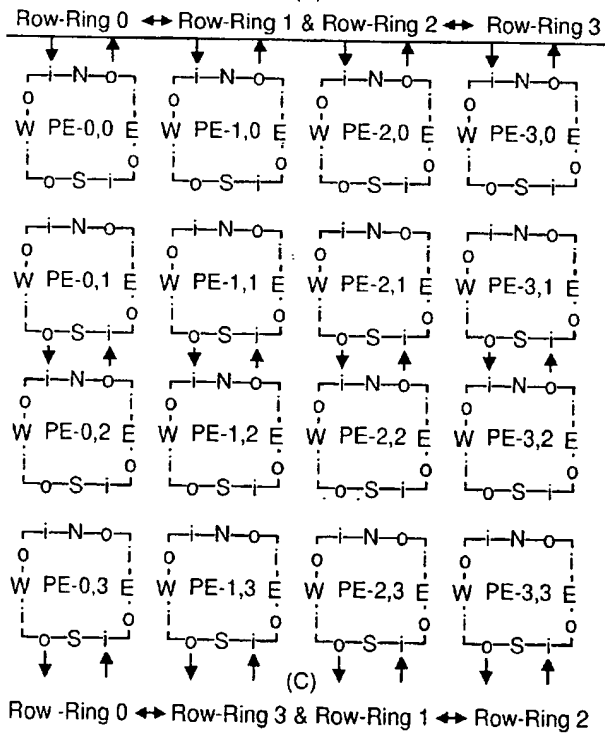 Row-Ring 0 ↔ Row-Ring 1 & Row-Ring 2 ↔ Row-Ring 3
i N o i N o i N o i N o
o i o i o i o i
W PE-0,0 E W PE-1,0 E W PE-2,0 E W PE-3,0 E
i o i o i o i o
o S i o S i o S i o S i
i N o i N o i N o i N o
o i o i o i o i
W PE-0,1 E W PE-1,1 E W PE-2,1 E W PE-3,1 E
i o i o i o i o
o S i o S i o S i o S i
i N o i N o i N o i N o
o i o i o i o i
W PE-0,2 E W PE-1,2 E W PE-2,2 E W PE-3,2 E
i o i o i o i o
o S i o S i o S i o S i
i N o i N o i N o i N o
o i o i o i o i
W PE-0,3 E W PE-1,3 E W PE-2,3 E W PE-3,3 E
i o i o i o i o
o S i o S i o S i o S i
(C)
Row -Ring 0 ↔ Row-Ring 3 & Row-Ring 1 ↔ Row-Ring 2